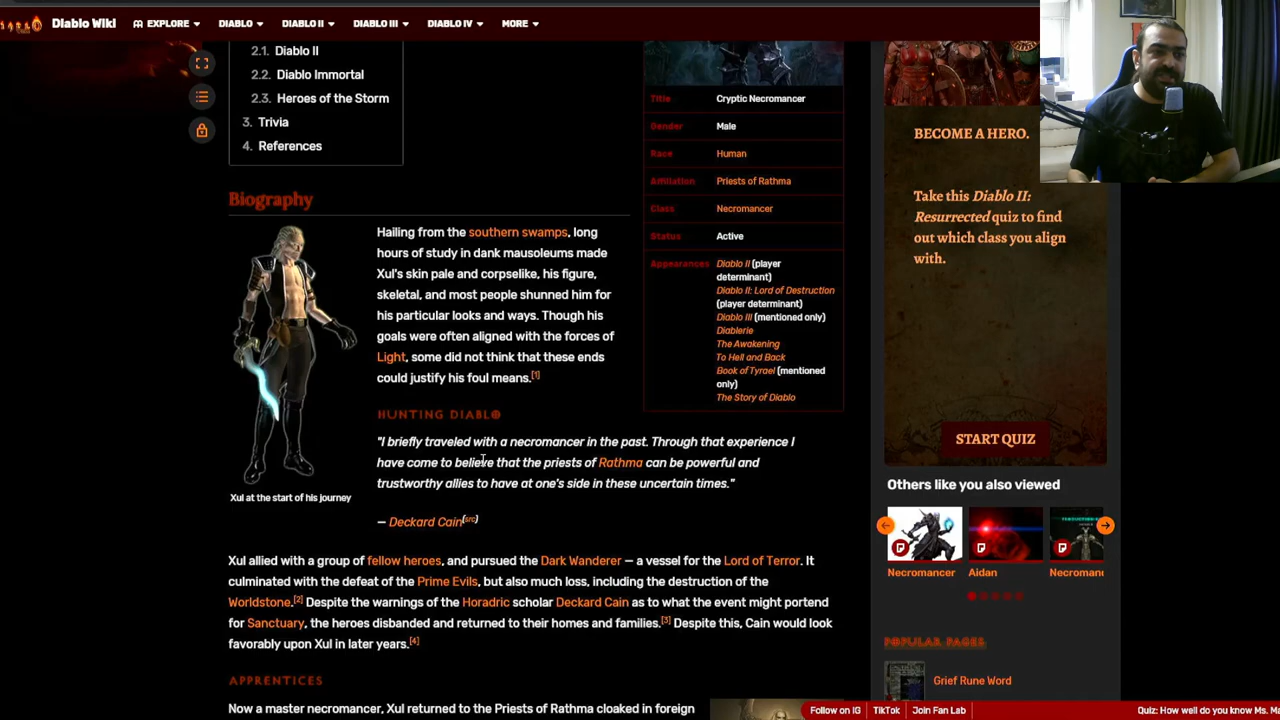 Diablo Wiki
EXPLORE
DIABLO
DIABLO II
DIABLO III
DIABLO IV
MORE
2.1. Diablo II
2.2. Diablo Immortal
2.3. Heroes of the Storm
3. Trivia
4. References
Biography
Xul at the start of his journey
Hailing from the southern swamps, long
hours of study in dank mausoleums made
Xul's skin pale and corpselike, his figure,
skeletal, and most people shunned him for
his particular looks and ways. Though his
goals were often aligned with the forces of
Light, some did not think that these ends
could justify his foul means.[1]
HUNTING DIABLO
"I briefly traveled with a necromancer in the past. Through that experience I
have come to believe that the priests of Rathma can be powerful and
trustworthy allies to have at one's side in these uncertain times."
— Deckard Cain(src)
Xul allied with a group of fellow heroes, and pursued the Dark Wanderer — a vessel for the Lord of Terror. It
culminated with the defeat of the Prime Evils, but also much loss, including the destruction of the
Worldstone.[2] Despite the warnings of the Horadric scholar Deckard Cain as to what the event might portend
for Sanctuary, the heroes disbanded and returned to their homes and families.[3] Despite this, Cain would look
favorably upon Xul in later years.[4]
APPRENTICES
Now a master necromancer, Xul returned to the Priests of Rathma cloaked in foreign
Title Cryptic Necromancer
Gender Male
Race Human
Affiliation Priests of Rathma
Class Necromancer
Status Active
Appearances Diablo II (player
determinant)
Diablo II: Lord of Destruction
(player determinant)
Diablo III (mentioned only)
Diablerie
The Awakening
To Hell and Back
Book of Tyrael (mentioned
only)
The Story of Diablo
BECOME A HERO.
Take this Diablo II:
Resurrected quiz to find
out which class you align
with.
START QUIZ
Others like you also viewed
Necromancer
Aidan
Necromanc
POPULAR PAGES
Grief Rune Word
Follow on IG
TikTok
Join Fan Lab
Quiz: How well do you know Ms. Ma